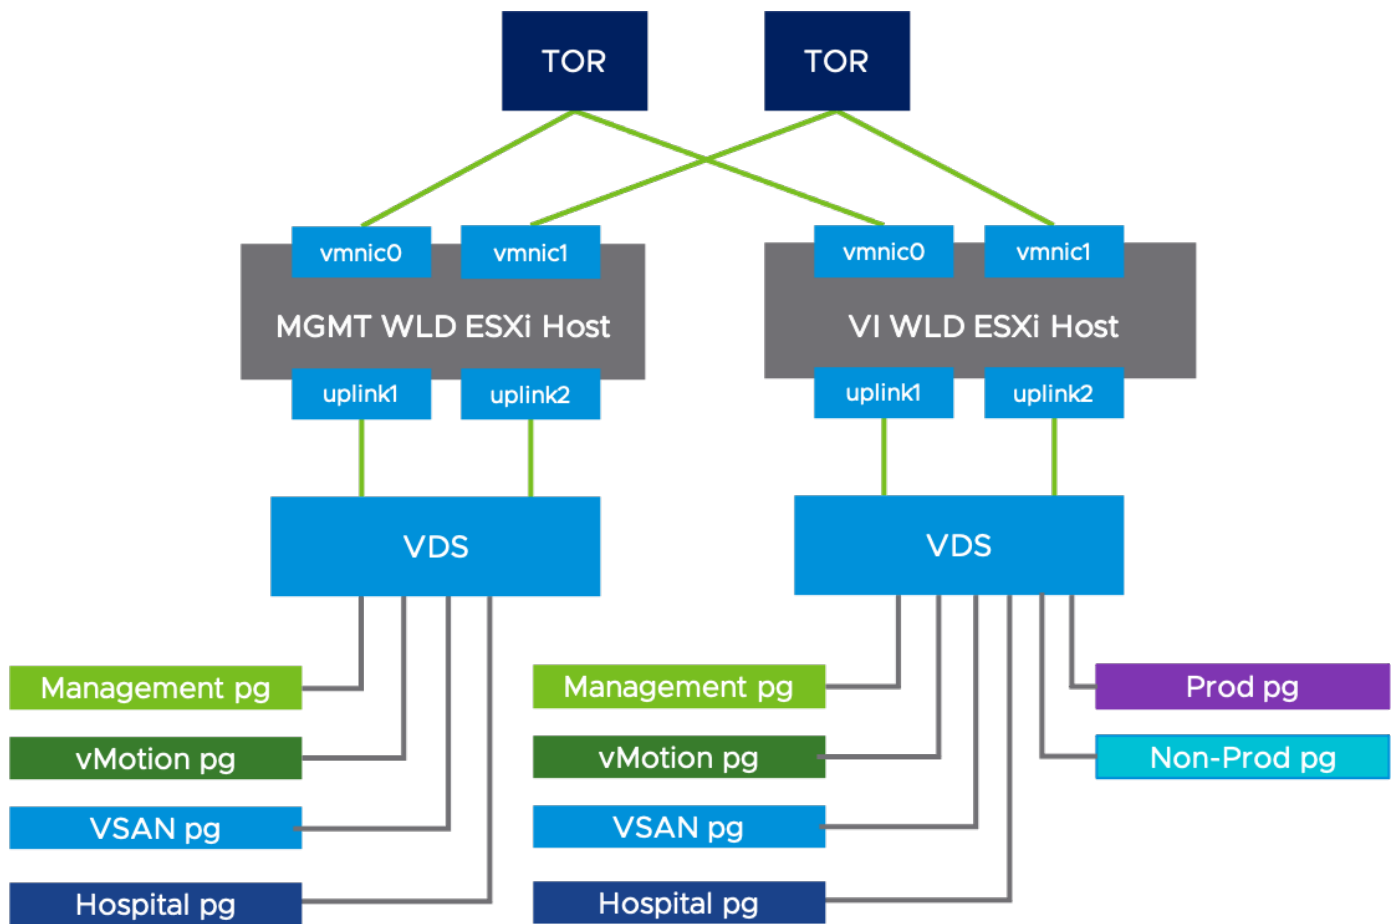 TOR
TOR
vmnic0
vmnic1
vmnic0
vmnic1
MGMT WLD ESXi Host
VI WLD ESXi Host
uplink1
uplink2
uplink1
uplink2
VDS
VDS
Management pg
Management pg
Prod pg
vMotion pg
vMotion pg
Non-Prod pg
VSAN pg
VSAN pg
Hospital pg
Hospital pg